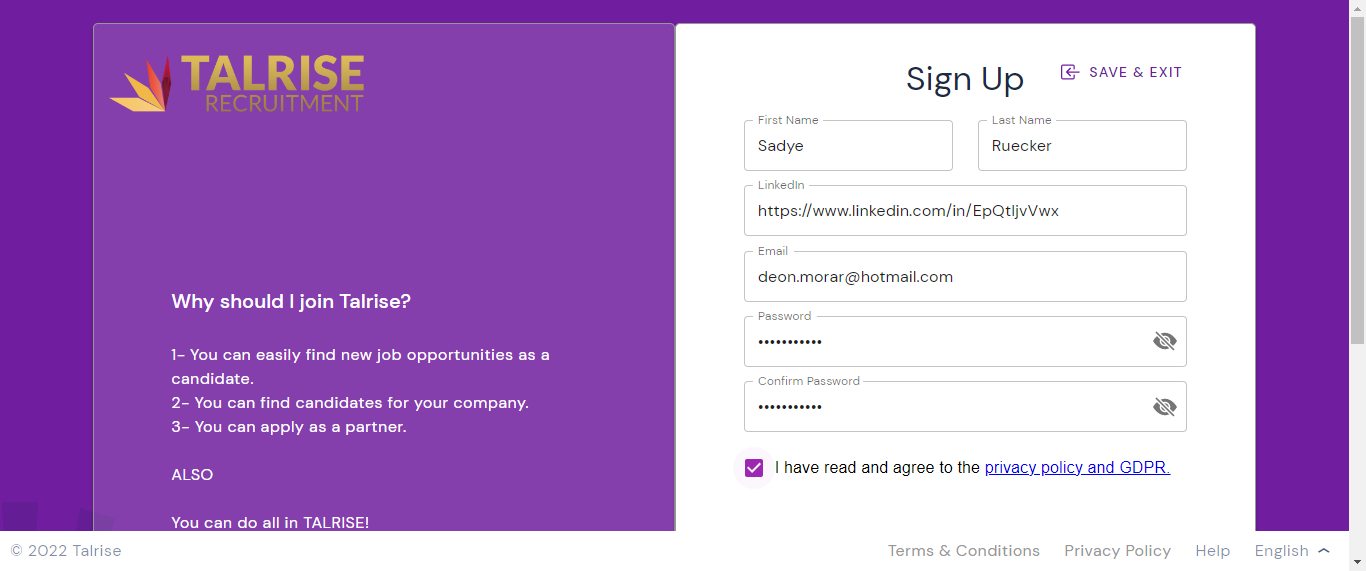 TALRISE
RECRUITMENT
Why should I join Talrise?
1- You can easily find new job opportunities as a
candidate.
2- You can find candidates for your company.
3- You can apply as a partner.
ALSO
You can do all in TALRISE!
Sign Up
SAVE & EXIT
First Name
Last Name
Sadye
Ruecker
LinkedIn
https://www.linkedin.com/in/EpQtIjvVwx
Email
deon.morar@hotmail.com
Password
•••••••••••
Confirm Password
•••••••••••
I have read and agree to the privacy policy and GDPR.
© 2022 Talrise
Terms & Conditions
Privacy Policy
Help
English